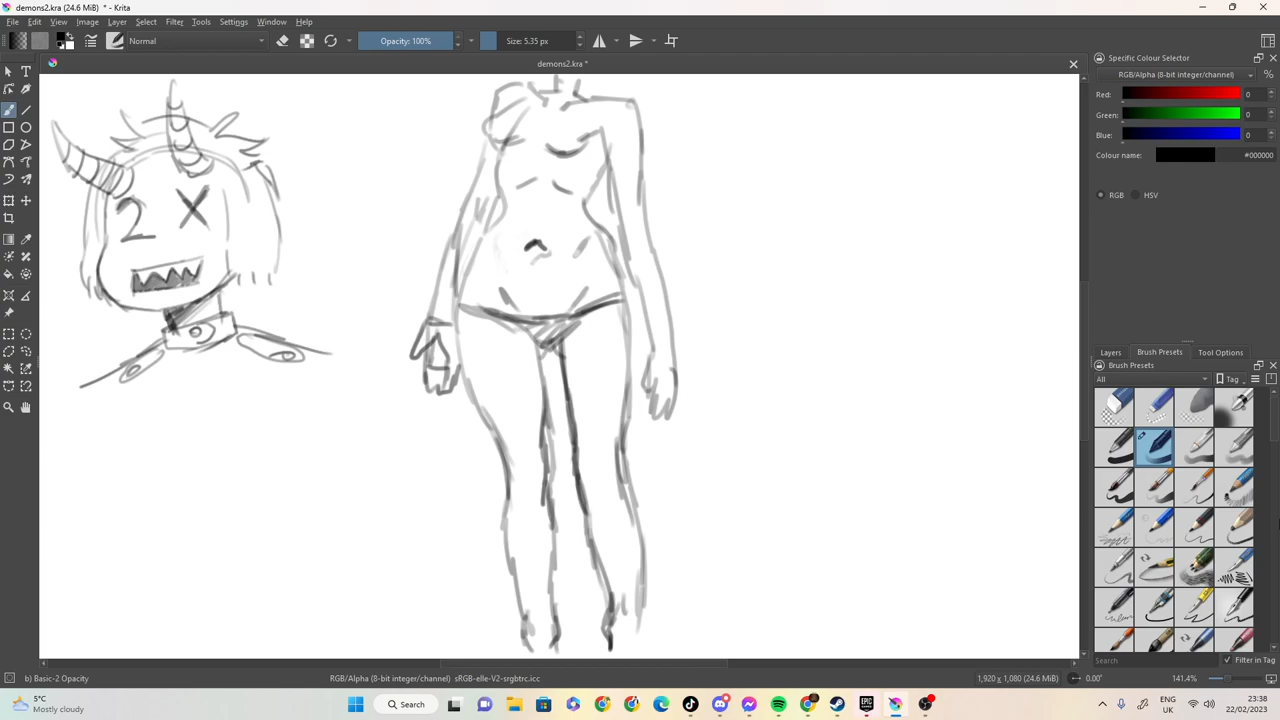 demons2.kra (24.6 MiB) * - Krita
File Edit View Image Layer Select Filter Tools Settings Window Help
Normal Opacity: 100% Size: 5.35 px
demons2.kra *
Specific Colour Selector
RGB/Alpha (8-bit integer/channel) %
Red: 0
Green: 0
Blue: 0
Colour name: #000000
RGB HSV
2 X
Layers Brush Presets Tool Options
Brush Presets
All Tag
Search Filter in Tag
b) Basic-2 Opacity RGB/Alpha (8-bit integer/channel) sRGB-elle-V2-srgbtrc.icc 1,920 x 1,080 (24.6 MiB) 0.00° 141.4%
5°C
Mostly cloudy
Search
EPIC
ENG
UK
23:38
22/02/2023